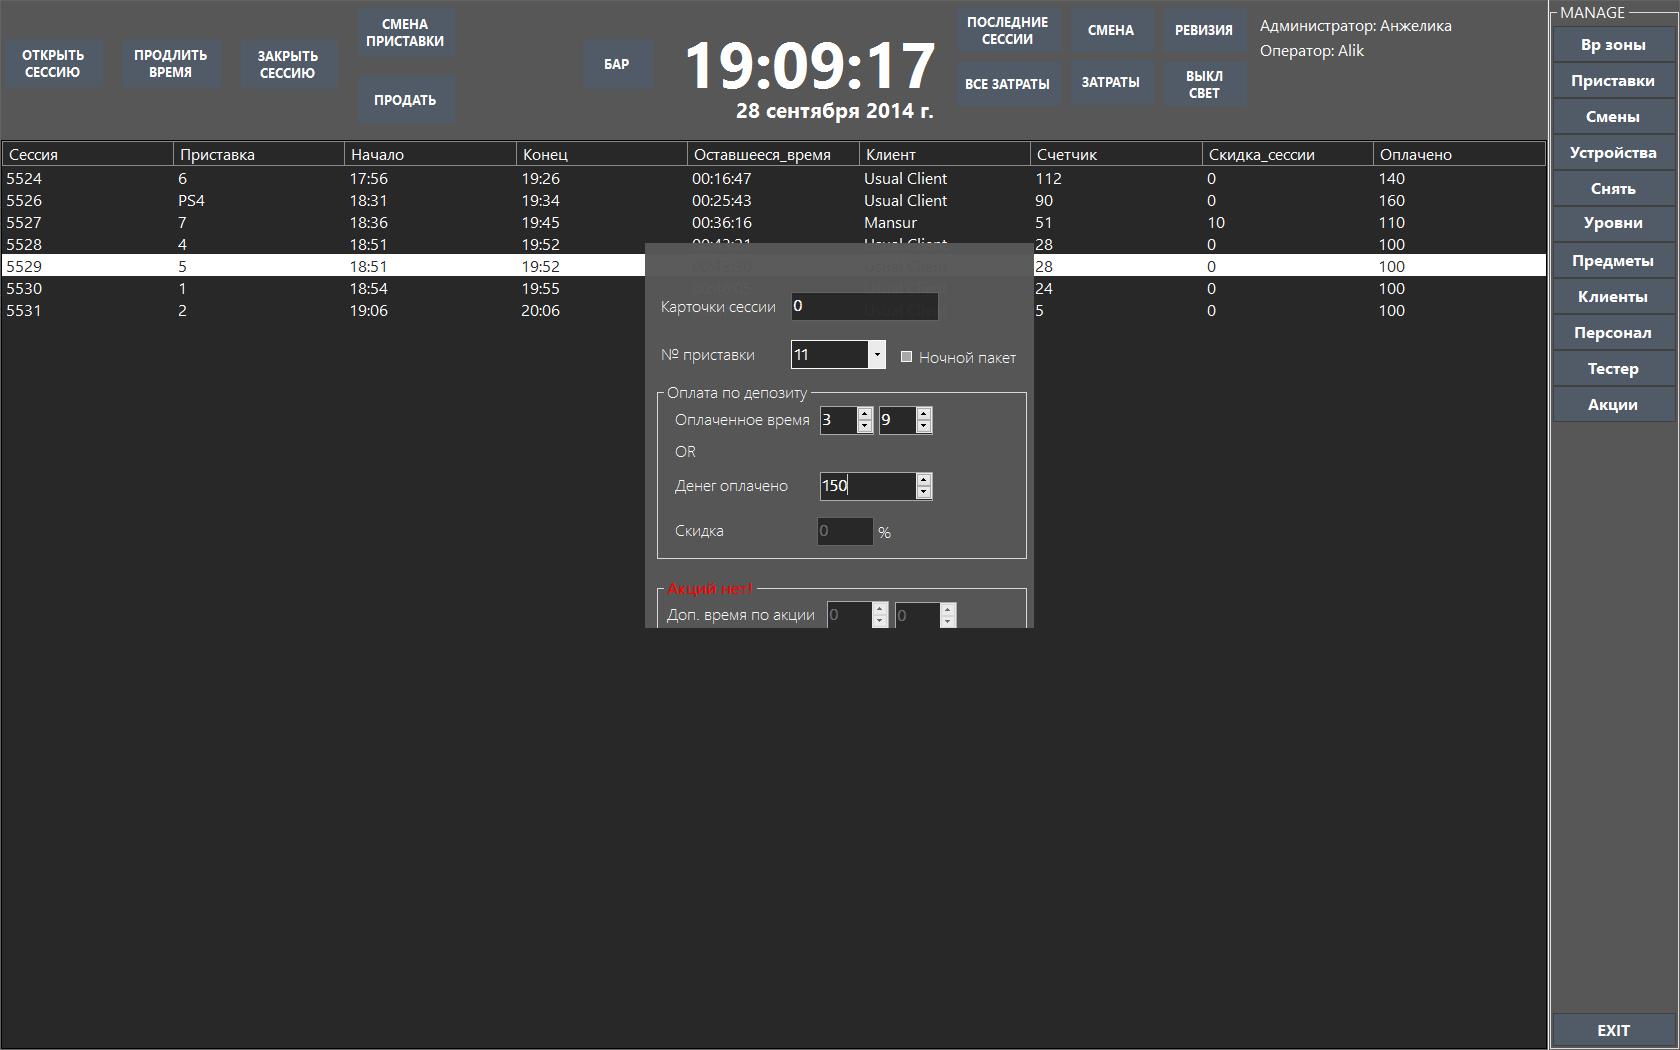 ОТКРЫТЬ
СЕССИЮ
ПРОДЛИТЬ
ВРЕМЯ
ЗАКРЫТЬ
СЕССИЮ
СМЕНА
ПРИСТАВКИ
ПРОДАТЬ
БАР
19:09:17
28 сентября 2014 г.
ПОСЛЕДНИЕ
СЕССИИ
СМЕНА
РЕВИЗИЯ
ВСЕ ЗАТРАТЫ
ЗАТРАТЫ
ВЫКЛ
СВЕТ
Администратор: Анжелика
Оператор: Alik
Сессия Приставка Начало Конец Оставшееся_время Клиент Счетчик Скидка_сессии Оплачено
5524 6 17:56 19:26 00:16:47 Usual Client 112 0 140
5526 PS4 18:31 19:34 00:25:43 Usual Client 90 0 160
5527 7 18:36 19:45 00:36:16 Mansur 51 10 110
5528 4 18:51 19:52 Usual Client 28 0 100
5529 5 18:51 19:52 Usual Client 28 0 100
5530 1 18:54 19:55 24 0 100
5531 2 19:06 20:06 5 0 100
Карточки сессии 0
№ приставки 11 Ночной пакет
Оплата по депозиту
Оплаченное время 3 9
OR
Денег оплачено 150
Скидка 0 %
Акций нет!
Доп. время по акции 0 0
MANAGE
Вр зоны
Приставки
Смены
Устройства
Снять
Уровни
Предметы
Клиенты
Персонал
Тестер
Акции
EXIT